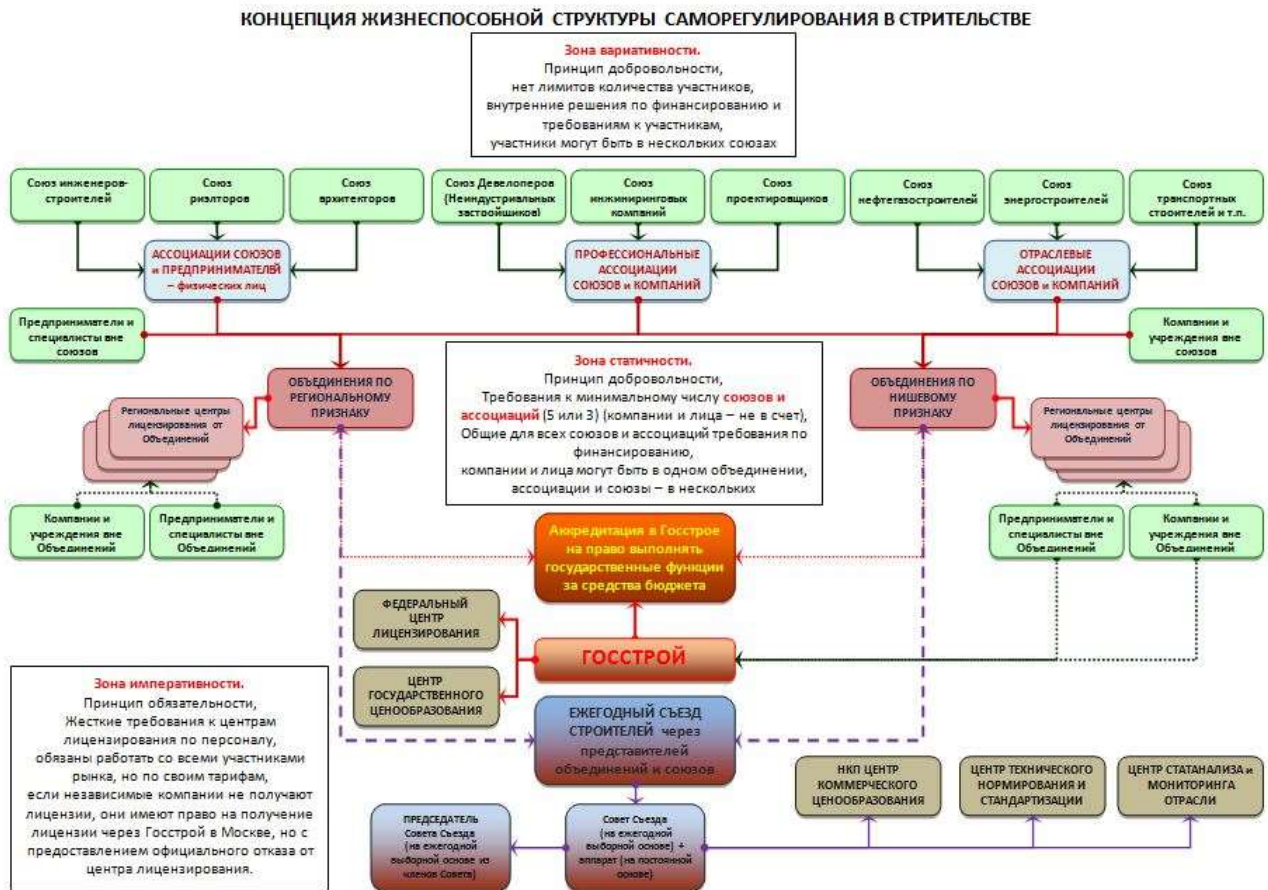 КОНЦЕПЦИЯ ЖИЗНЕСПОСОБНОЙ СТРУКТУРЫ САМОРЕГУЛИРОВАНИЯ В СТРИТЕЛЬСТВЕ
Зона вариативности.
Принцип добровольности,
нет лимитов количества участников,
внутренние решения по финансированию и
требованиям к участникам,
участники могут быть в нескольких союзах
Союз инженеров-
строителей
Союз
риэлторов
Союз
архитекторов
Союз Девелоперов
(Неиндустриальных
застройщиков)
Союз
инжиниринговых
компаний
Союз
проектировщиков
Союз
нефтегазостроителей
Союз
энергостроителей
Союз
транспортных
строителей и т.п.
АССОЦИАЦИИ СОЮЗОВ
и ПРЕДПРИНИМАТЕЛЕЙ
– физических лиц
ПРОФЕССИОНАЛЬНЫЕ
АССОЦИАЦИИ
СОЮЗОВ и КОМПАНИЙ
ОТРАСЛЕВЫЕ
АССОЦИАЦИИ
СОЮЗОВ и КОМПАНИЙ
Предприниматели и
специалисты вне
союзов
Компании и
учреждения вне
союзов
Зона статичности.
Принцип добровольности,
Требования к минимальному числу союзов и
ассоциаций (5 или 3) (компании и лица – не в счет),
Общие для всех союзов и ассоциаций требования по
финансированию,
компании и лица могут быть в одном объединении,
ассоциации и союзы – в нескольких
ОБЪЕДИНЕНИЯ ПО
РЕГИОНАЛЬНОМУ
ПРИЗНАКУ
ОБЪЕДИНЕНИЯ ПО
НИШЕВОМУ
ПРИЗНАКУ
Региональные центры
лицензирования от
Объединений
Региональные центры
лицензирования от
Объединений
Компании и
учреждения вне
Объединений
Предприниматели и
специалисты вне
Объединений
Предприниматели и
специалисты вне
Объединений
Компании и
учреждения вне
Объединений
Аккредитация в Госстрое
на право выполнять
государственные функции
за средства бюджета
ФЕДЕРАЛЬНЫЙ
ЦЕНТР
ЛИЦЕНЗИРОВАНИЯ
ГОССТРОЙ
ЦЕНТР
ГОСУДАРСТВЕННОГО
ЦЕНООБРАЗОВАНИЯ
Зона императивности.
Принцип обязательности,
Жесткие требования к центрам
лицензирования по персоналу,
обязаны работать со всеми участниками
рынка, но по своим тарифам,
если независимые компании не получают
лицензии, они имеют право на получение
лицензии через Госстрой в Москве, но с
предоставлением официального отказа от
центра лицензирования.
ЕЖЕГОДНЫЙ СЪЕЗД
СТРОИТЕЛЕЙ через
представителей
объединений и союзов
НКП ЦЕНТР
КОММЕРЧЕСКОГО
ЦЕНООБРАЗОВАНИЯ
ЦЕНТР ТЕХНИЧЕСКОГО
НОРМИРОВАНИЯ И
СТАНДАРТИЗАЦИИ
ЦЕНТР СТАТАНАЛИЗА и
МОНИТОРИНГА
ОТРАСЛИ
ПРЕДСЕДАТЕЛЬ
Совета Съезда
(на ежегодной
выборной основе из
членов Совета)
Совет Съезда
(на ежегодной
выборной основе) +
аппарат (на постоянной
основе)